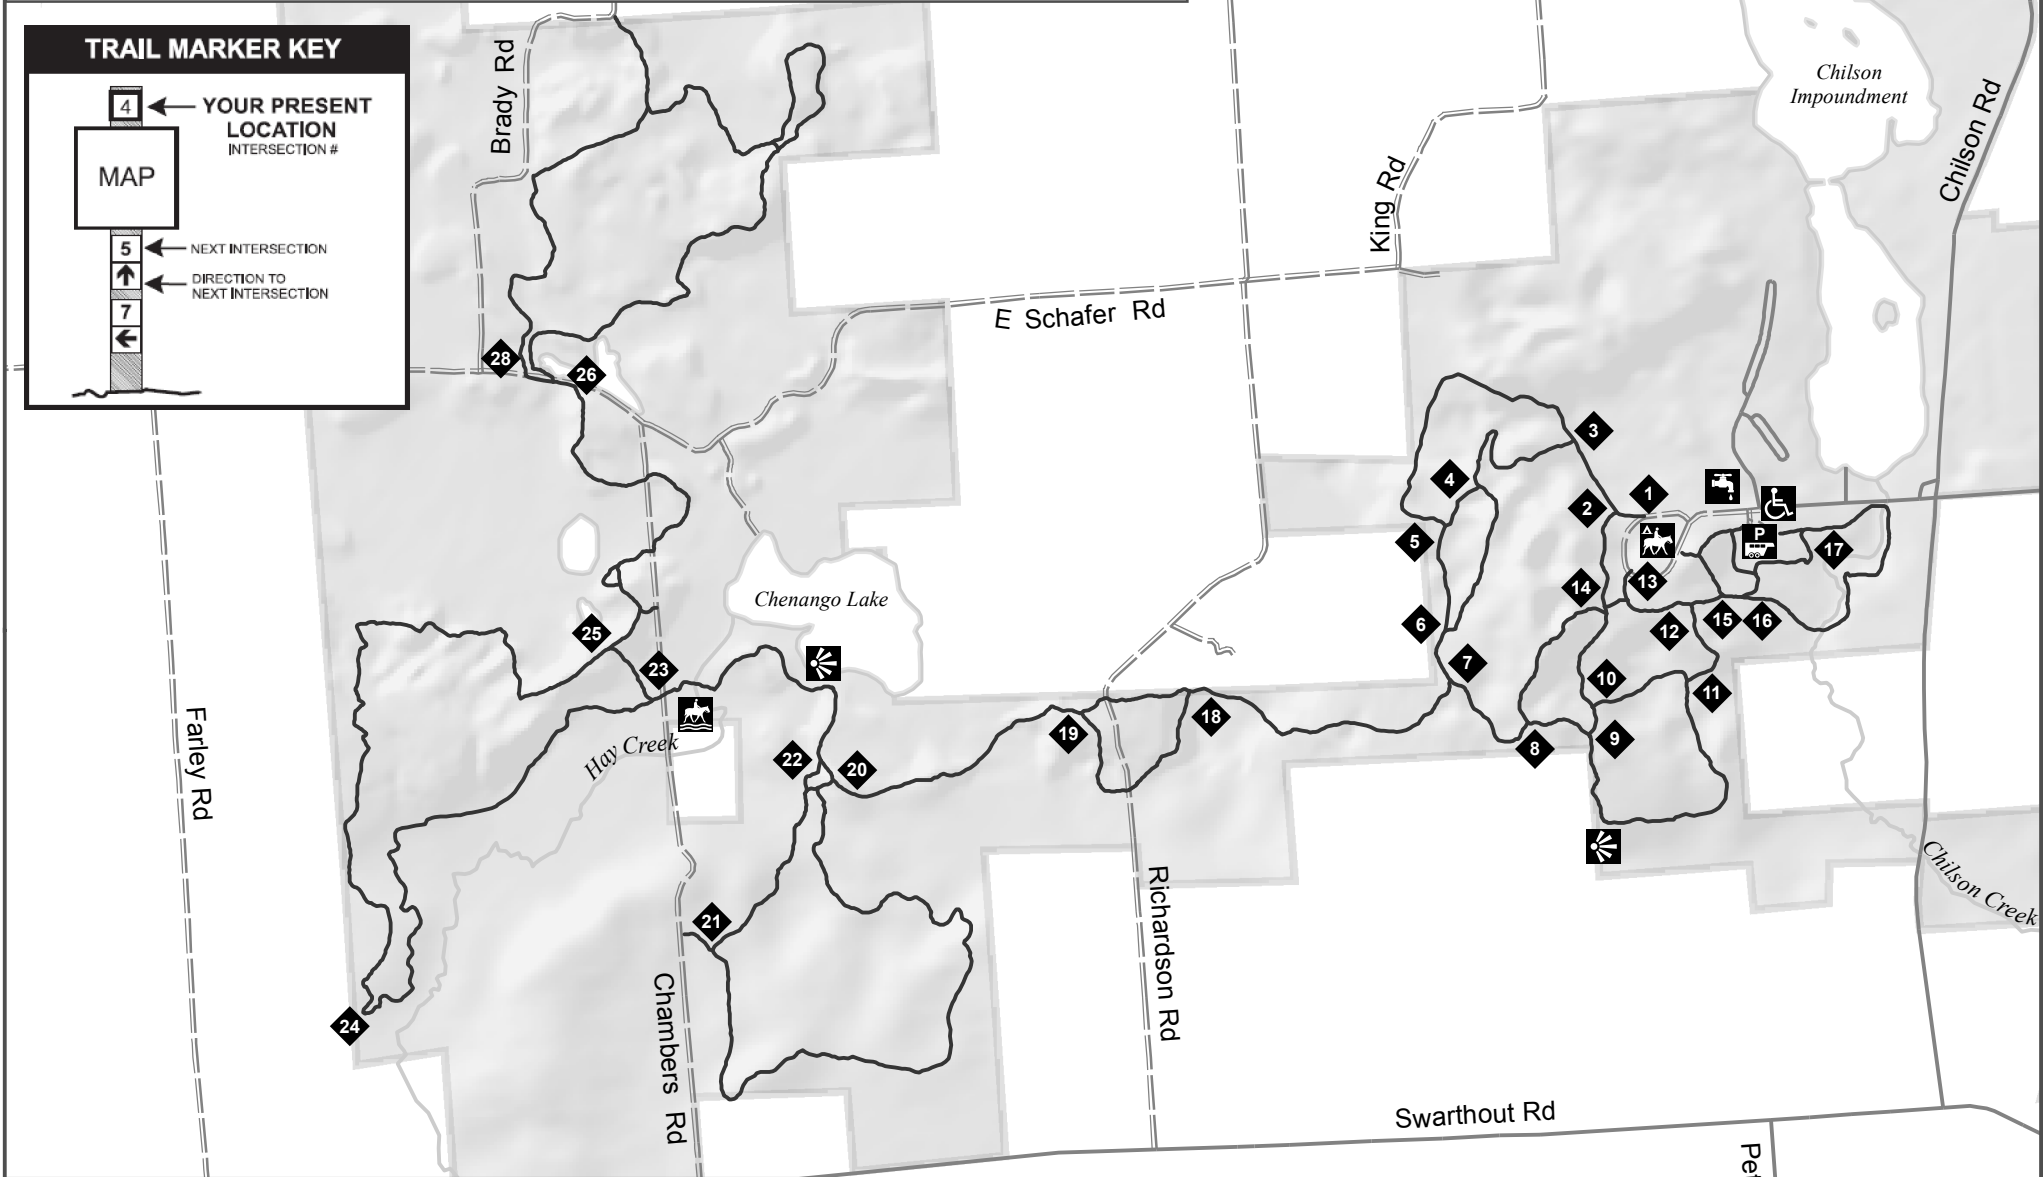 TRAIL MARKER KEY
4
YOUR PRESENT
LOCATION
INTERSECTION #
MAP
5
NEXT INTERSECTION
DIRECTION TO
NEXT INTERSECTION
7
Brady Rd
King Rd
Chilson
Impoundment
Chilson Rd
E Schafer Rd
28
26
3
4
1
2
5
P
17
13
14
Chenango Lake
6
15
16
12
25
23
7
10
11
18
19
9
8
Farley Rd
Hay Creek
22
20
Richardson Rd
Chilson Creek
21
Chambers Rd
24
Swarthout Rd
Pet